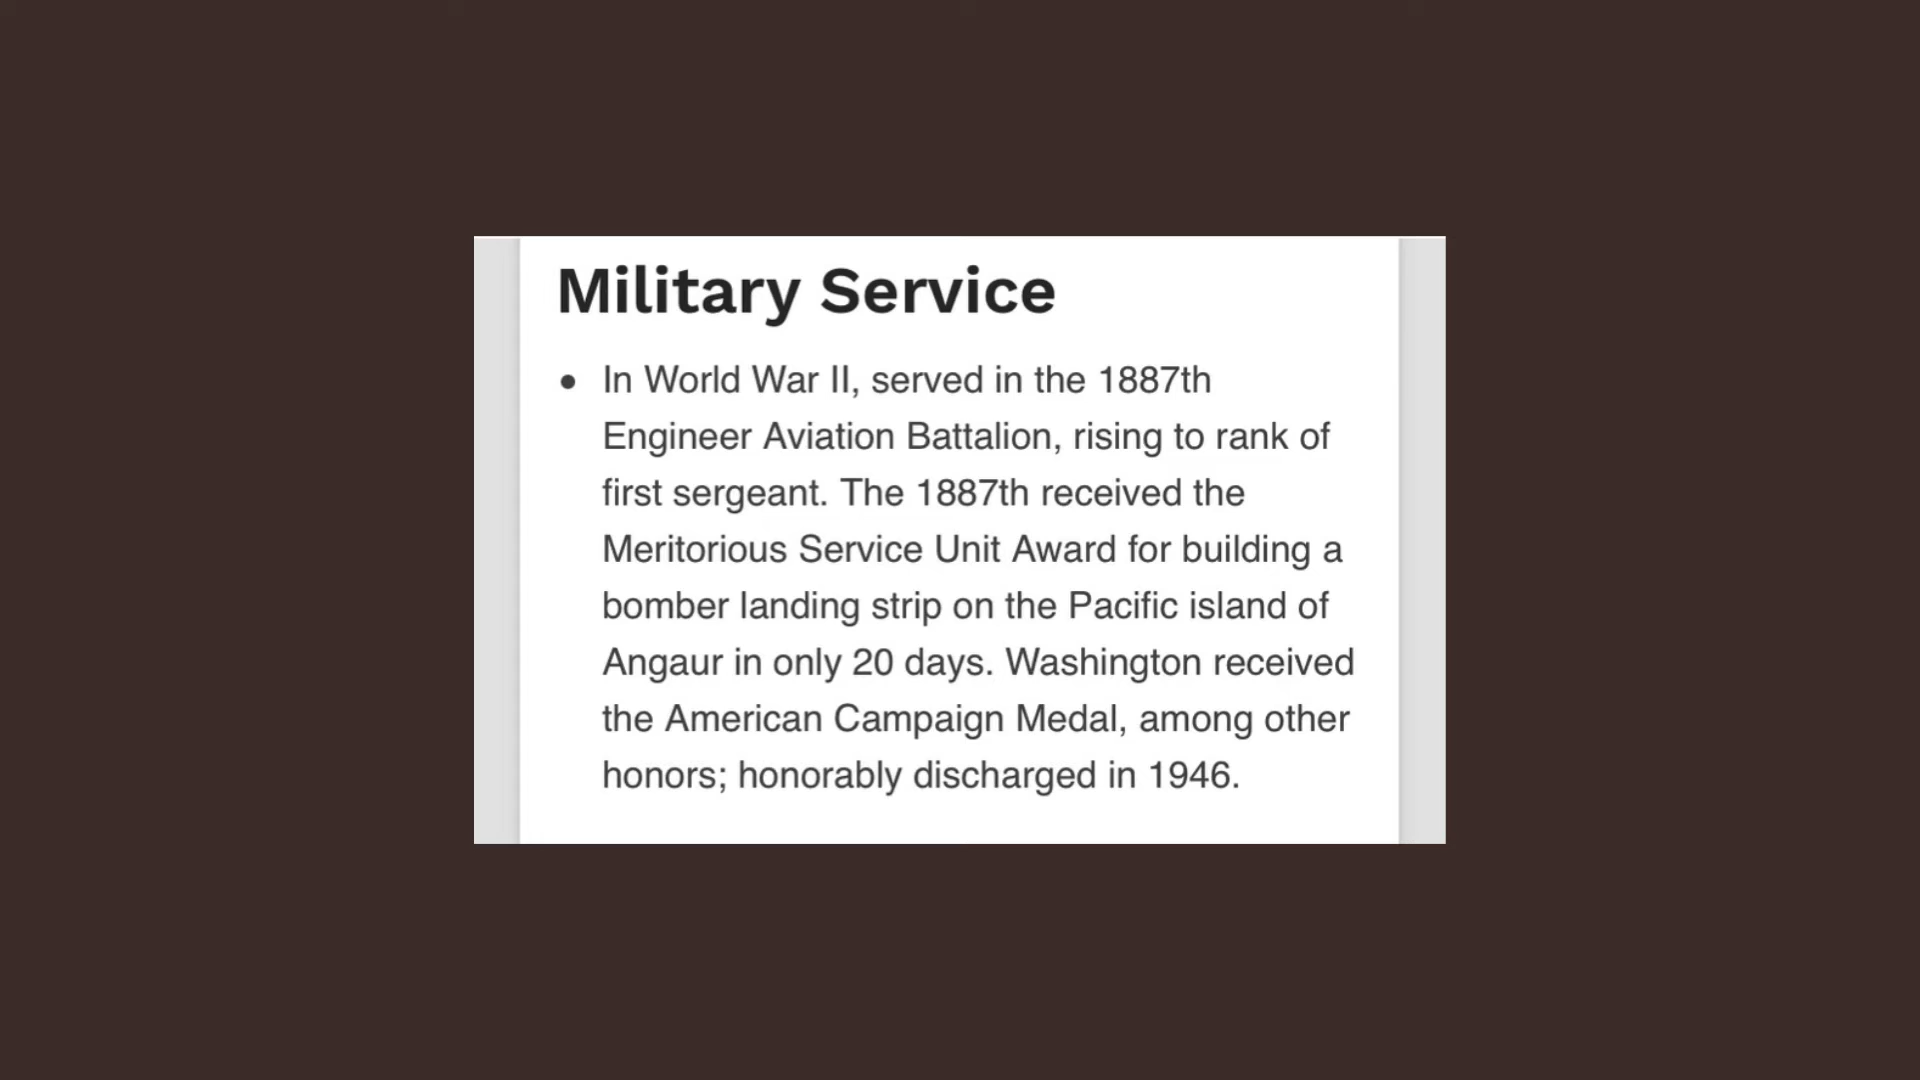 Military Service
• In World War II, served in the 1887th
Engineer Aviation Battalion, rising to rank of
first sergeant. The 1887th received the
Meritorious Service Unit Award for building a
bomber landing strip on the Pacific island of
Angaur in only 20 days. Washington received
the American Campaign Medal, among other
honors; honorably discharged in 1946.